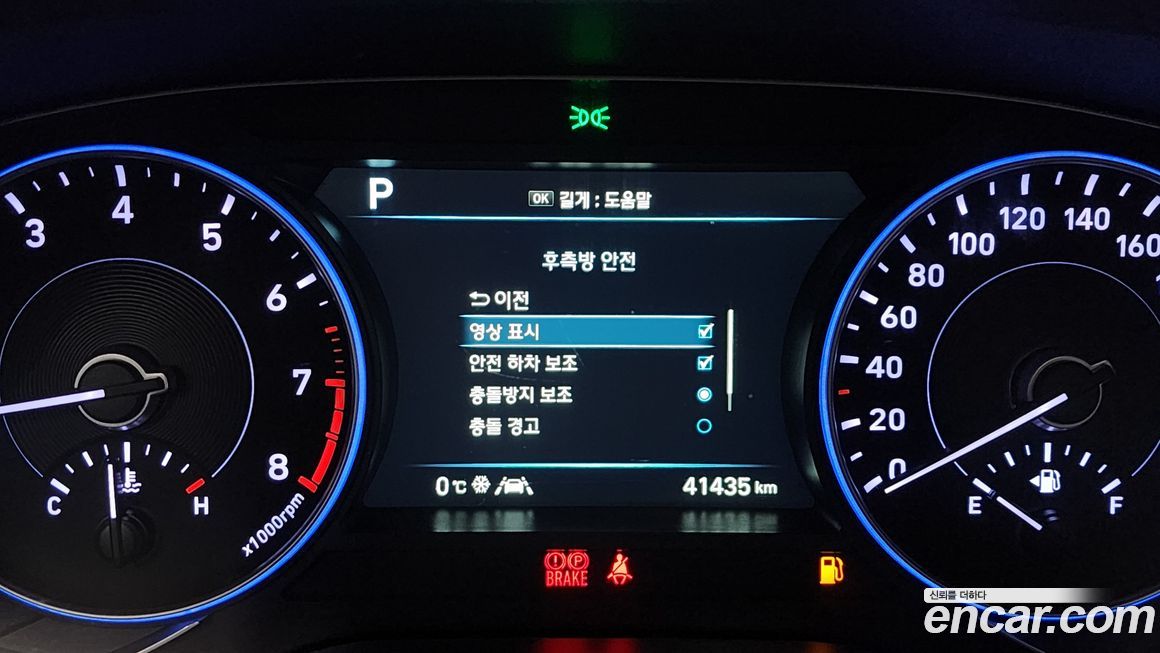 P
OK 길게 : 도움말
후측방 안전
이전
영상 표시
안전 하차 보조
충돌방지 보조
충돌 경고
0℃
41435 km
3
4
5
6
7
8
x1000rpm
C
H
0
20
40
60
80
100
120
140
160
E
F
(!) (P)
BRAKE
신뢰를 더하다
encar.com